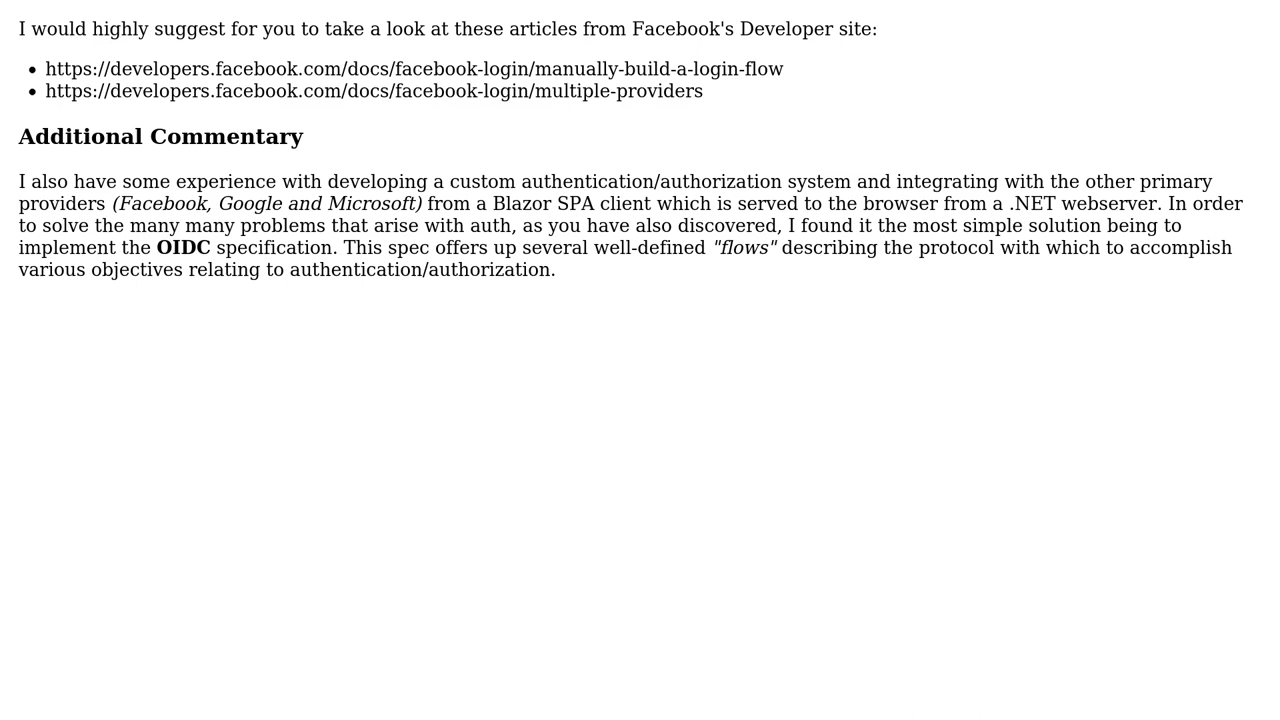 I would highly suggest for you to take a look at these articles from Facebook's Developer site:
• https://developers.facebook.com/docs/facebook-login/manually-build-a-login-flow
• https://developers.facebook.com/docs/facebook-login/multiple-providers
Additional Commentary
I also have some experience with developing a custom authentication/authorization system and integrating with the other primary
providers (Facebook, Google and Microsoft) from a Blazor SPA client which is served to the browser from a .NET webserver. In order
to solve the many many problems that arise with auth, as you have also discovered, I found it the most simple solution being to
implement the OIDC specification. This spec offers up several well-defined "flows" describing the protocol with which to accomplish
various objectives relating to authentication/authorization.